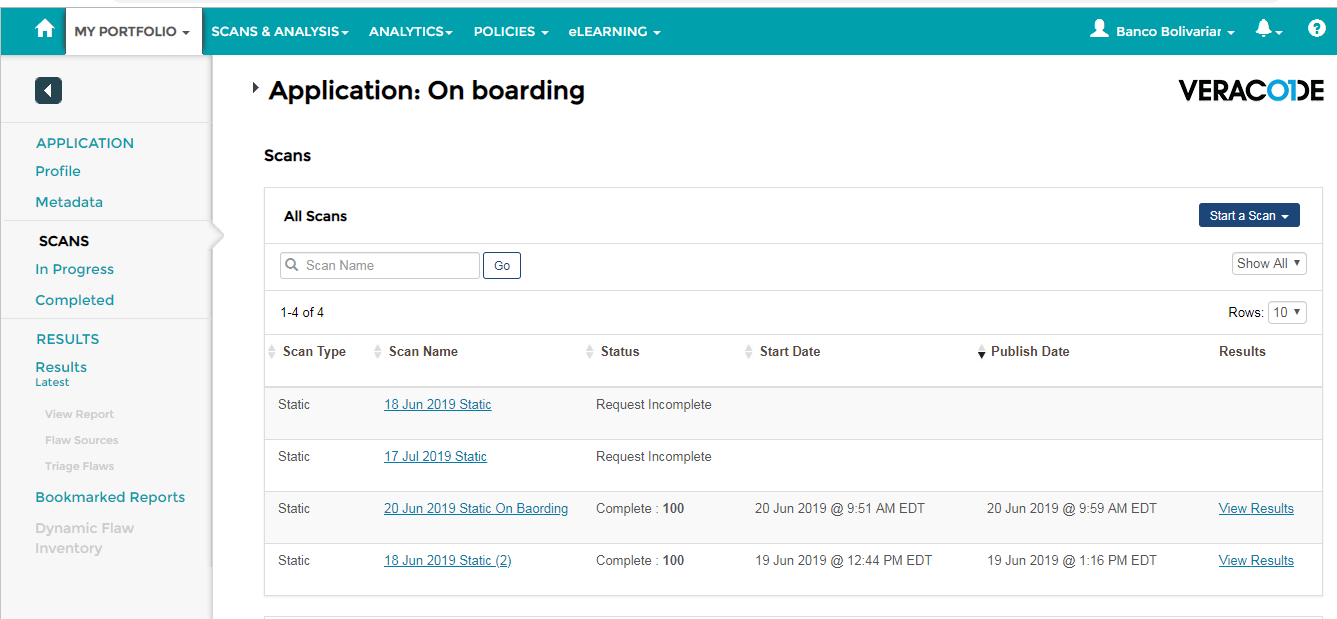 MY PORTFOLIO SCANS & ANALYSIS ANALYTICS POLICIES eLEARNING Banco Bolivariar ?
Application: On boarding
VERACODE
APPLICATION
Profile
Metadata
SCANS
In Progress
Completed
RESULTS
Results
Latest
View Report
Flaw Sources
Triage Flaws
Bookmarked Reports
Dynamic Flaw
Inventory
Scans
All Scans Start a Scan
Scan Name Go Show All
1-4 of 4 Rows: 10
Scan Type Scan Name Status Start Date Publish Date Results
Static 18 Jun 2019 Static Request Incomplete
Static 17 Jul 2019 Static Request Incomplete
Static 20 Jun 2019 Static On Baording Complete : 100 20 Jun 2019 @ 9:51 AM EDT 20 Jun 2019 @ 9:59 AM EDT View Results
Static 18 Jun 2019 Static (2) Complete : 100 19 Jun 2019 @ 12:44 PM EDT 19 Jun 2019 @ 1:16 PM EDT View Results